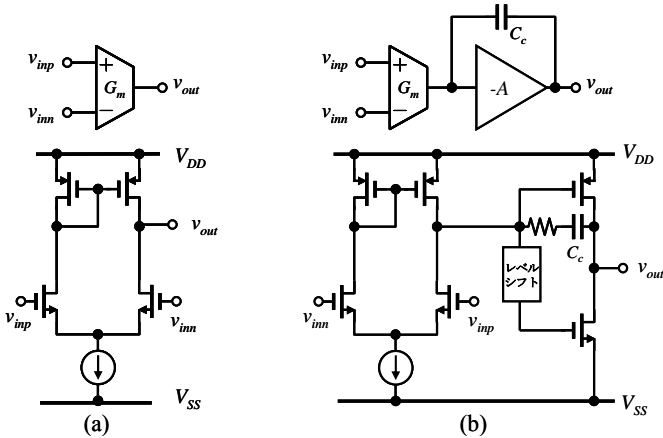 v_inp
+
G_m
v_out
v_inn
−
V_DD
v_out
v_inp
v_inn
V_SS
(a)
C_c
v_inp
+
G_m
-A
v_out
v_inn
−
V_DD
C_c
レベル
シフト
v_out
v_inn
v_inp
V_SS
(b)